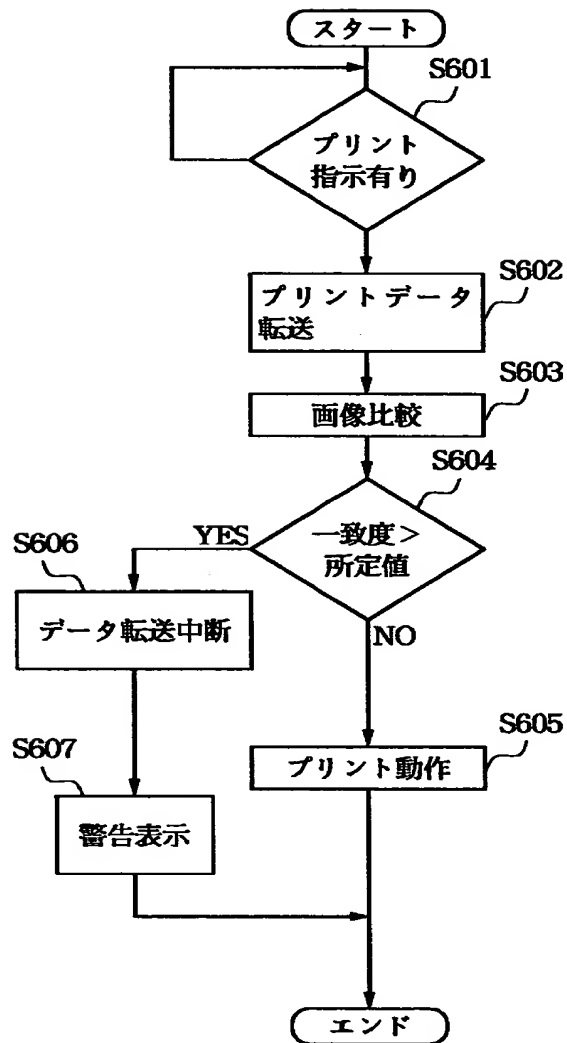 スタート
S601
プリント
指示有り
S602
プリントデータ
転送
S603
画像比較
S604
一致度>
所定値
YES
NO
S606
データ転送中断
S605
プリント動作
S607
警告表示
エンド